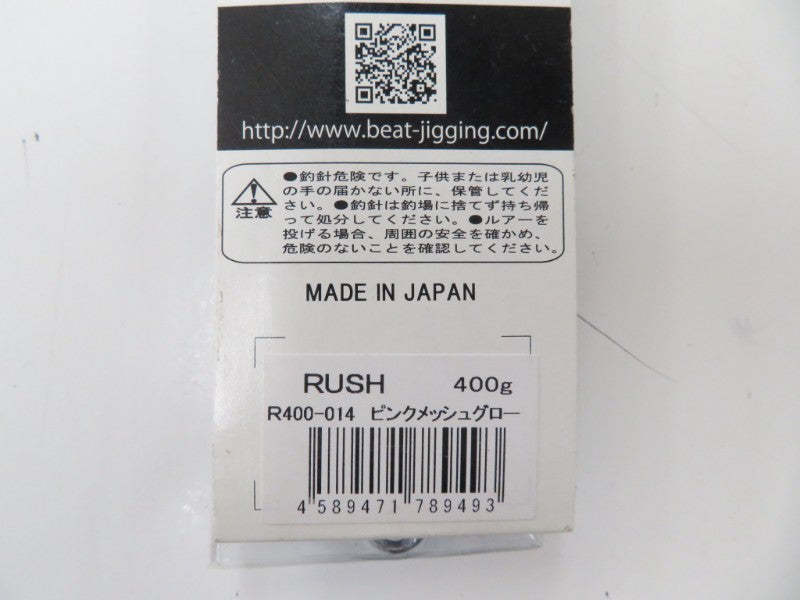 http://www.beat-jigging.com/
●釣針危険です。子供または乳幼児
の手の届かない所に、保管してくだ
さい。●釣針は釣場に捨てず持ち帰
って処分してください。●ルアーを
投げる場合、周囲の安全を確かめ、
危険のないことを確認してください。
注意
MADE IN JAPAN
RUSH 400g
R400-014 ピンクメッシュグロー
4 589471 789493